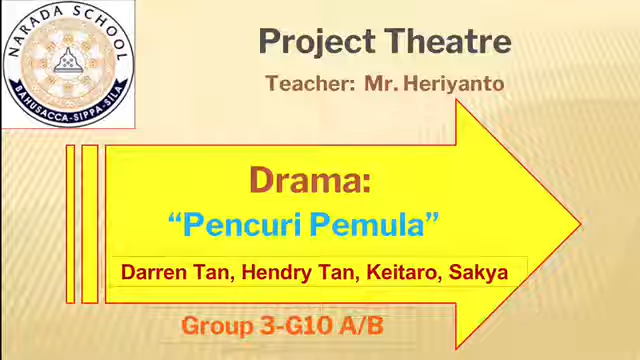 NARADA SCHOOL
BAHUSACCA-SIPPA-SILA
Project Theatre
Teacher: Mr. Heriyanto
Drama:
“Pencuri Pemula”
Darren Tan, Hendry Tan, Keitaro, Sakya
Group 3-G10 A/B